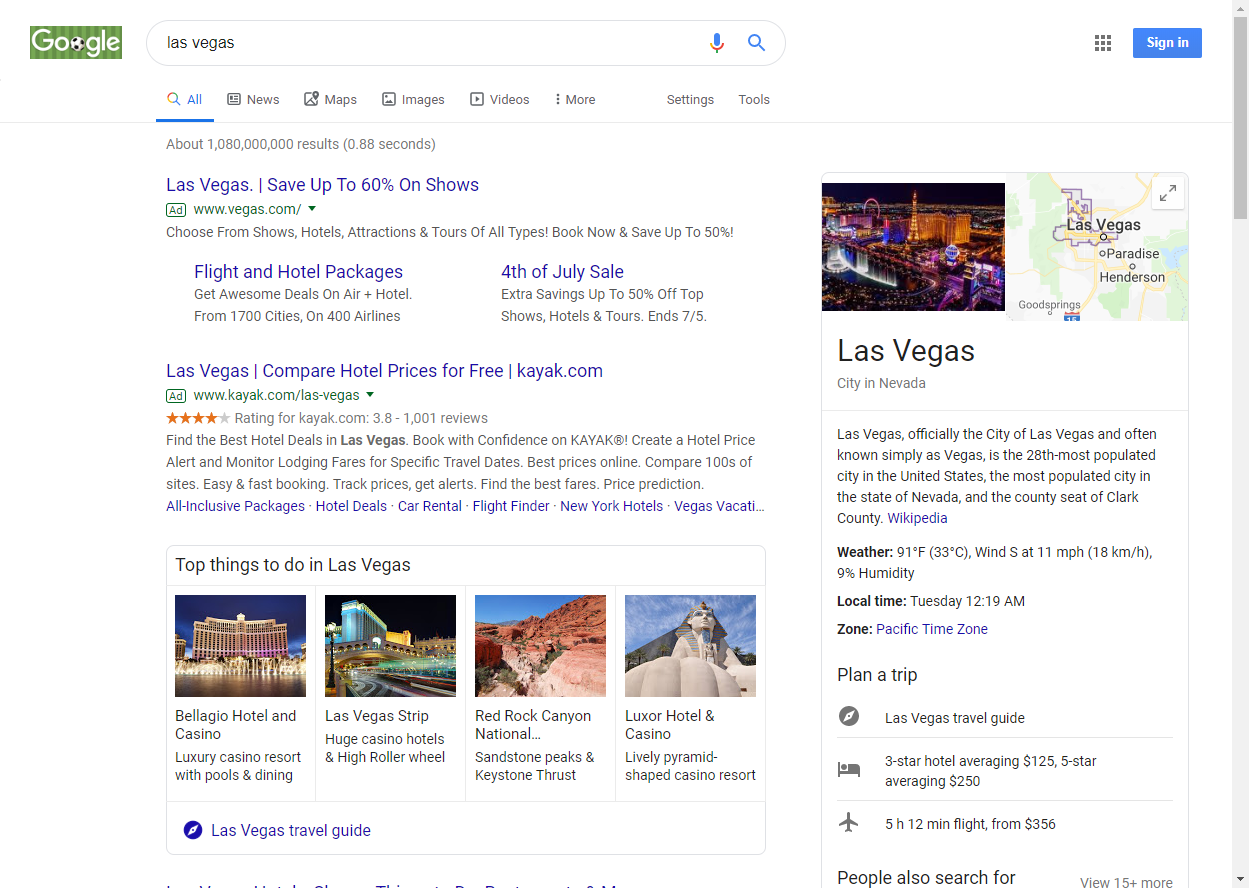 Google
las vegas
Sign in
All
News
Maps
Images
Videos
More
Settings
Tools
About 1,080,000,000 results (0.88 seconds)
Las Vegas. | Save Up To 60% On Shows
Ad www.vegas.com/
Choose From Shows, Hotels, Attractions & Tours Of All Types! Book Now & Save Up To 50%!
Flight and Hotel Packages
Get Awesome Deals On Air + Hotel.
From 1700 Cities, On 400 Airlines
4th of July Sale
Extra Savings Up To 50% Off Top
Shows, Hotels & Tours. Ends 7/5.
Las Vegas | Compare Hotel Prices for Free | kayak.com
Ad www.kayak.com/las-vegas
Rating for kayak.com: 3.8 - 1,001 reviews
Find the Best Hotel Deals in Las Vegas. Book with Confidence on KAYAK®! Create a Hotel Price
Alert and Monitor Lodging Fares for Specific Travel Dates. Best prices online. Compare 100s of
sites. Easy & fast booking. Track prices, get alerts. Find the best fares. Price prediction.
All-Inclusive Packages · Hotel Deals · Car Rental · Flight Finder · New York Hotels · Vegas Vacati...
Top things to do in Las Vegas
Bellagio Hotel and
Casino
Luxury casino resort
with pools & dining
Las Vegas Strip
Huge casino hotels
& High Roller wheel
Red Rock Canyon
National...
Sandstone peaks &
Keystone Thrust
Luxor Hotel &
Casino
Lively pyramid-
shaped casino resort
Las Vegas travel guide
Las Vegas
Paradise
Henderson
Goodsprings
15
Las Vegas
City in Nevada
Las Vegas, officially the City of Las Vegas and often
known simply as Vegas, is the 28th-most populated
city in the United States, the most populated city in
the state of Nevada, and the county seat of Clark
County. Wikipedia
Weather: 91°F (33°C), Wind S at 11 mph (18 km/h),
9% Humidity
Local time: Tuesday 12:19 AM
Zone: Pacific Time Zone
Plan a trip
Las Vegas travel guide
3-star hotel averaging $125, 5-star
averaging $250
5 h 12 min flight, from $356
People also search for
View 15+ more